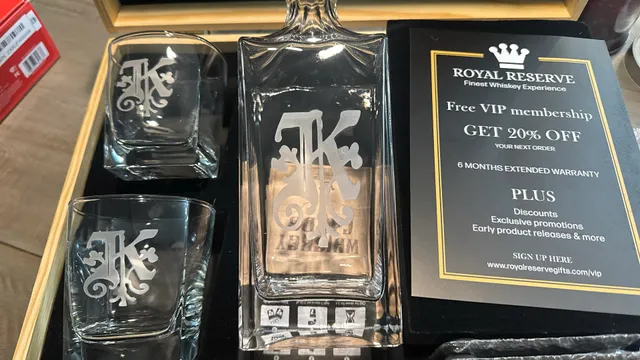 K
K
K
ROYAL RESERVE
Finest Whiskey Experience
Free VIP membership
GET 20% OFF
YOUR NEXT ORDER
6 MONTHS EXTENDED WARRANTY
PLUS
Discounts
Exclusive promotions
Early product releases & more
SIGN UP HERE
www.royalreservegifts.com/vip